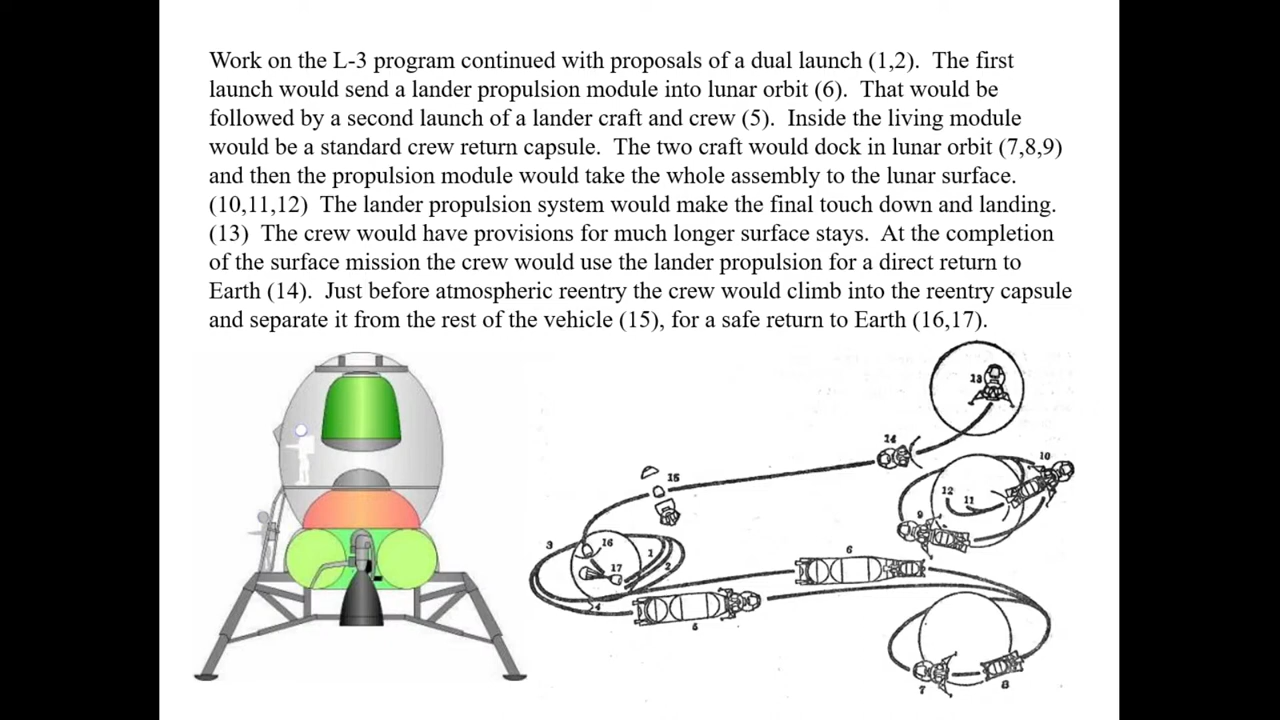 Work on the L-3 program continued with proposals of a dual launch (1,2).  The first
launch would send a lander propulsion module into lunar orbit (6).  That would be
followed by a second launch of a lander craft and crew (5).  Inside the living module
would be a standard crew return capsule.  The two craft would dock in lunar orbit (7,8,9)
and then the propulsion module would take the whole assembly to the lunar surface.
(10,11,12)  The lander propulsion system would make the final touch down and landing.
(13)  The crew would have provisions for much longer surface stays.  At the completion
of the surface mission the crew would use the lander propulsion for a direct return to
Earth (14).  Just before atmospheric reentry the crew would climb into the reentry capsule
and separate it from the rest of the vehicle (15), for a safe return to Earth (16,17).
13
14
10
15
12
11
9
3
16
1
6
17
2
4
5
7
8